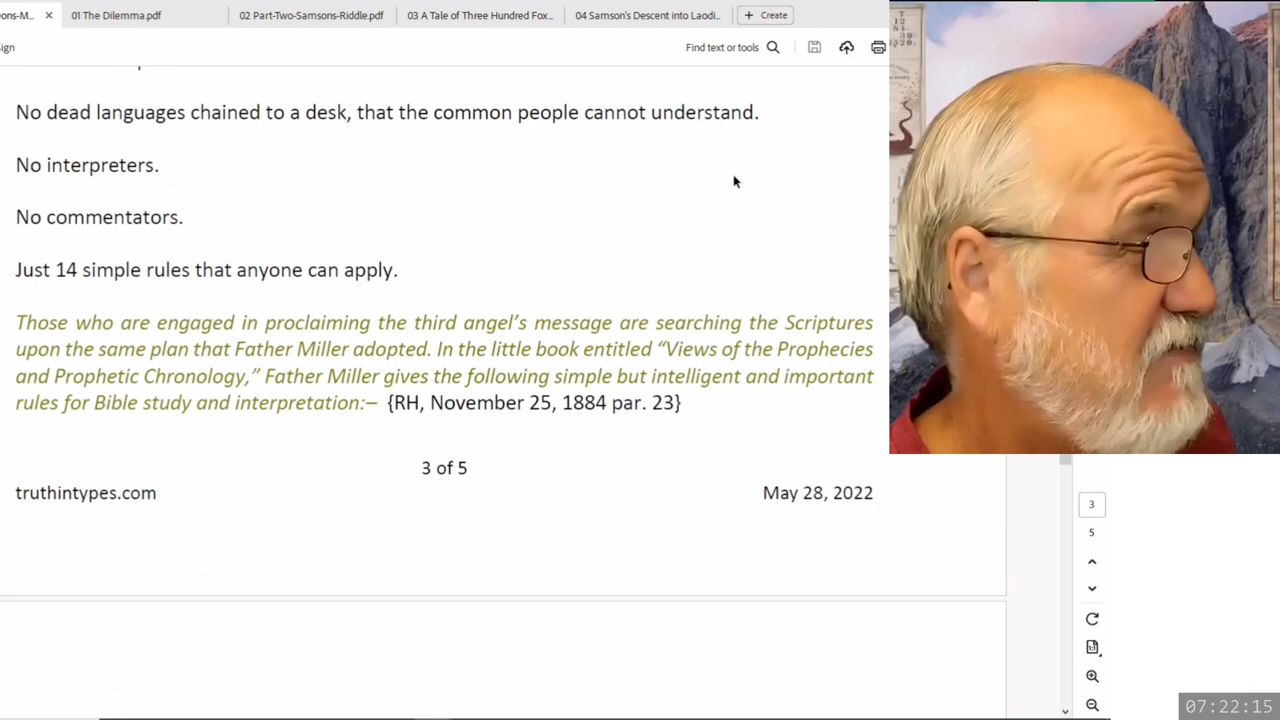 eons-M...
01 The Dilemma.pdf
02 Part-Two-Samsons-Riddle.pdf
03 A Tale of Three Hundred Fox...
04 Samson's Descent into Laodi...
+ Create
ign
Find text or tools
No dead languages chained to a desk, that the common people cannot understand.
No interpreters.
No commentators.
Just 14 simple rules that anyone can apply.
Those who are engaged in proclaiming the third angel's message are searching the Scriptures
upon the same plan that Father Miller adopted. In the little book entitled “Views of the Prophecies
and Prophetic Chronology,” Father Miller gives the following simple but intelligent and important
rules for Bible study and interpretation:– {RH, November 25, 1884 par. 23}
3 of 5
truthintypes.com
May 28, 2022
3
5
07:22:15